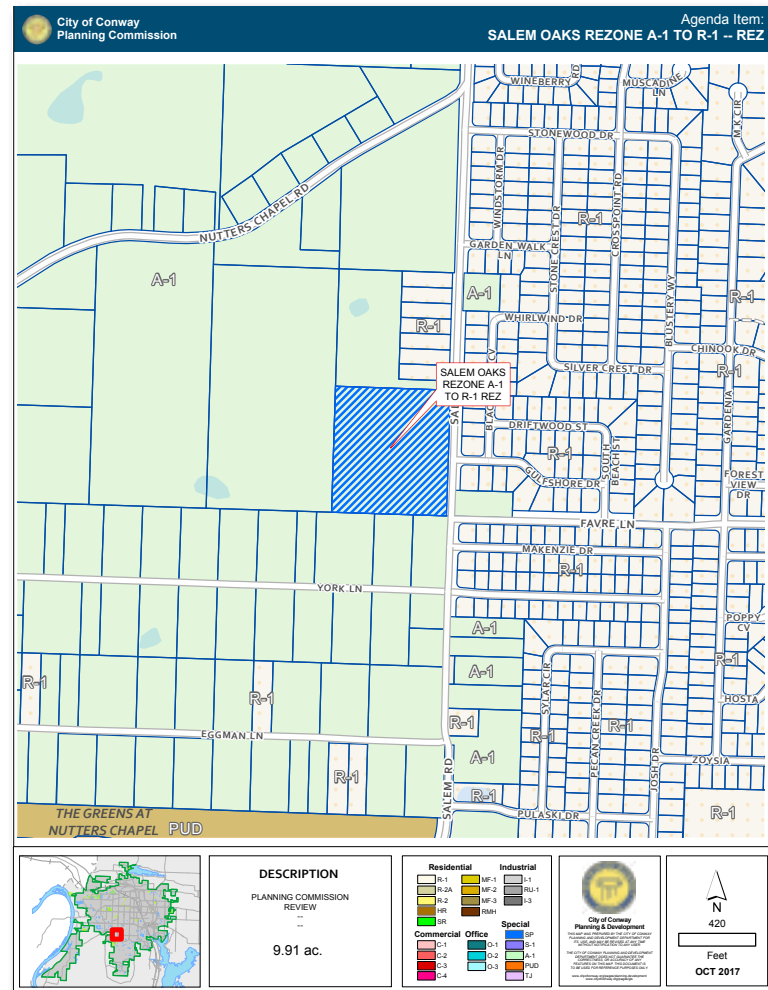 City of Conway
Planning Commission
Agenda Item:
SALEM OAKS REZONE A-1 TO R-1 -- REZ
WINEBERRY
RD
MUSCADINE
LN
M K CIR
STONEWOOD DR
WINDSTORM DR
CROSSPOINT RD
STONE CREST DR
NUTTERS CHAPEL RD
R-1
GARDEN WALK
LN
A-1
A-1
BLUSTERY WY
R-1
R-1
WHIRLWIND DR
CHINOOK DR
SALEM OAKS
REZONE A-1
TO R-1 REZ
SILVER CREST DR
R-1
GARDENIA
DRIFTWOOD ST
R-1
SOUTH
BEACH ST
GULFSHORE DR
FOREST
VIEW
DR
FAVRE LN
MAKENZIE DR
R-1
YORK LN
POPPY
CV
A-1
A-1
R-1
R-1
R-1
SYLAR CIR
PECAN CREEK DR
HOSTA
R-1
R-1
R-1
EGGMAN LN
A-1
JOSH DR
ZOYSIA
R-1
SALEM RD
R-1
PULASKI DR
R-1
THE GREENS AT
NUTTERS CHAPEL
PUD
DESCRIPTION
PLANNING COMMISSION
REVIEW
--
--
9.91 ac.
Residential
R-1
R-2A
R-2
HR
SR
MF-1
MF-2
MF-3
RMH
Industrial
I-1
RU-1
I-3
Commercial
C-1
C-2
C-3
C-4
Office
O-1
O-2
O-3
Special
SP
S-1
A-1
PUD
TJ
City of Conway
Planning & Development
N
420
Feet
OCT 2017